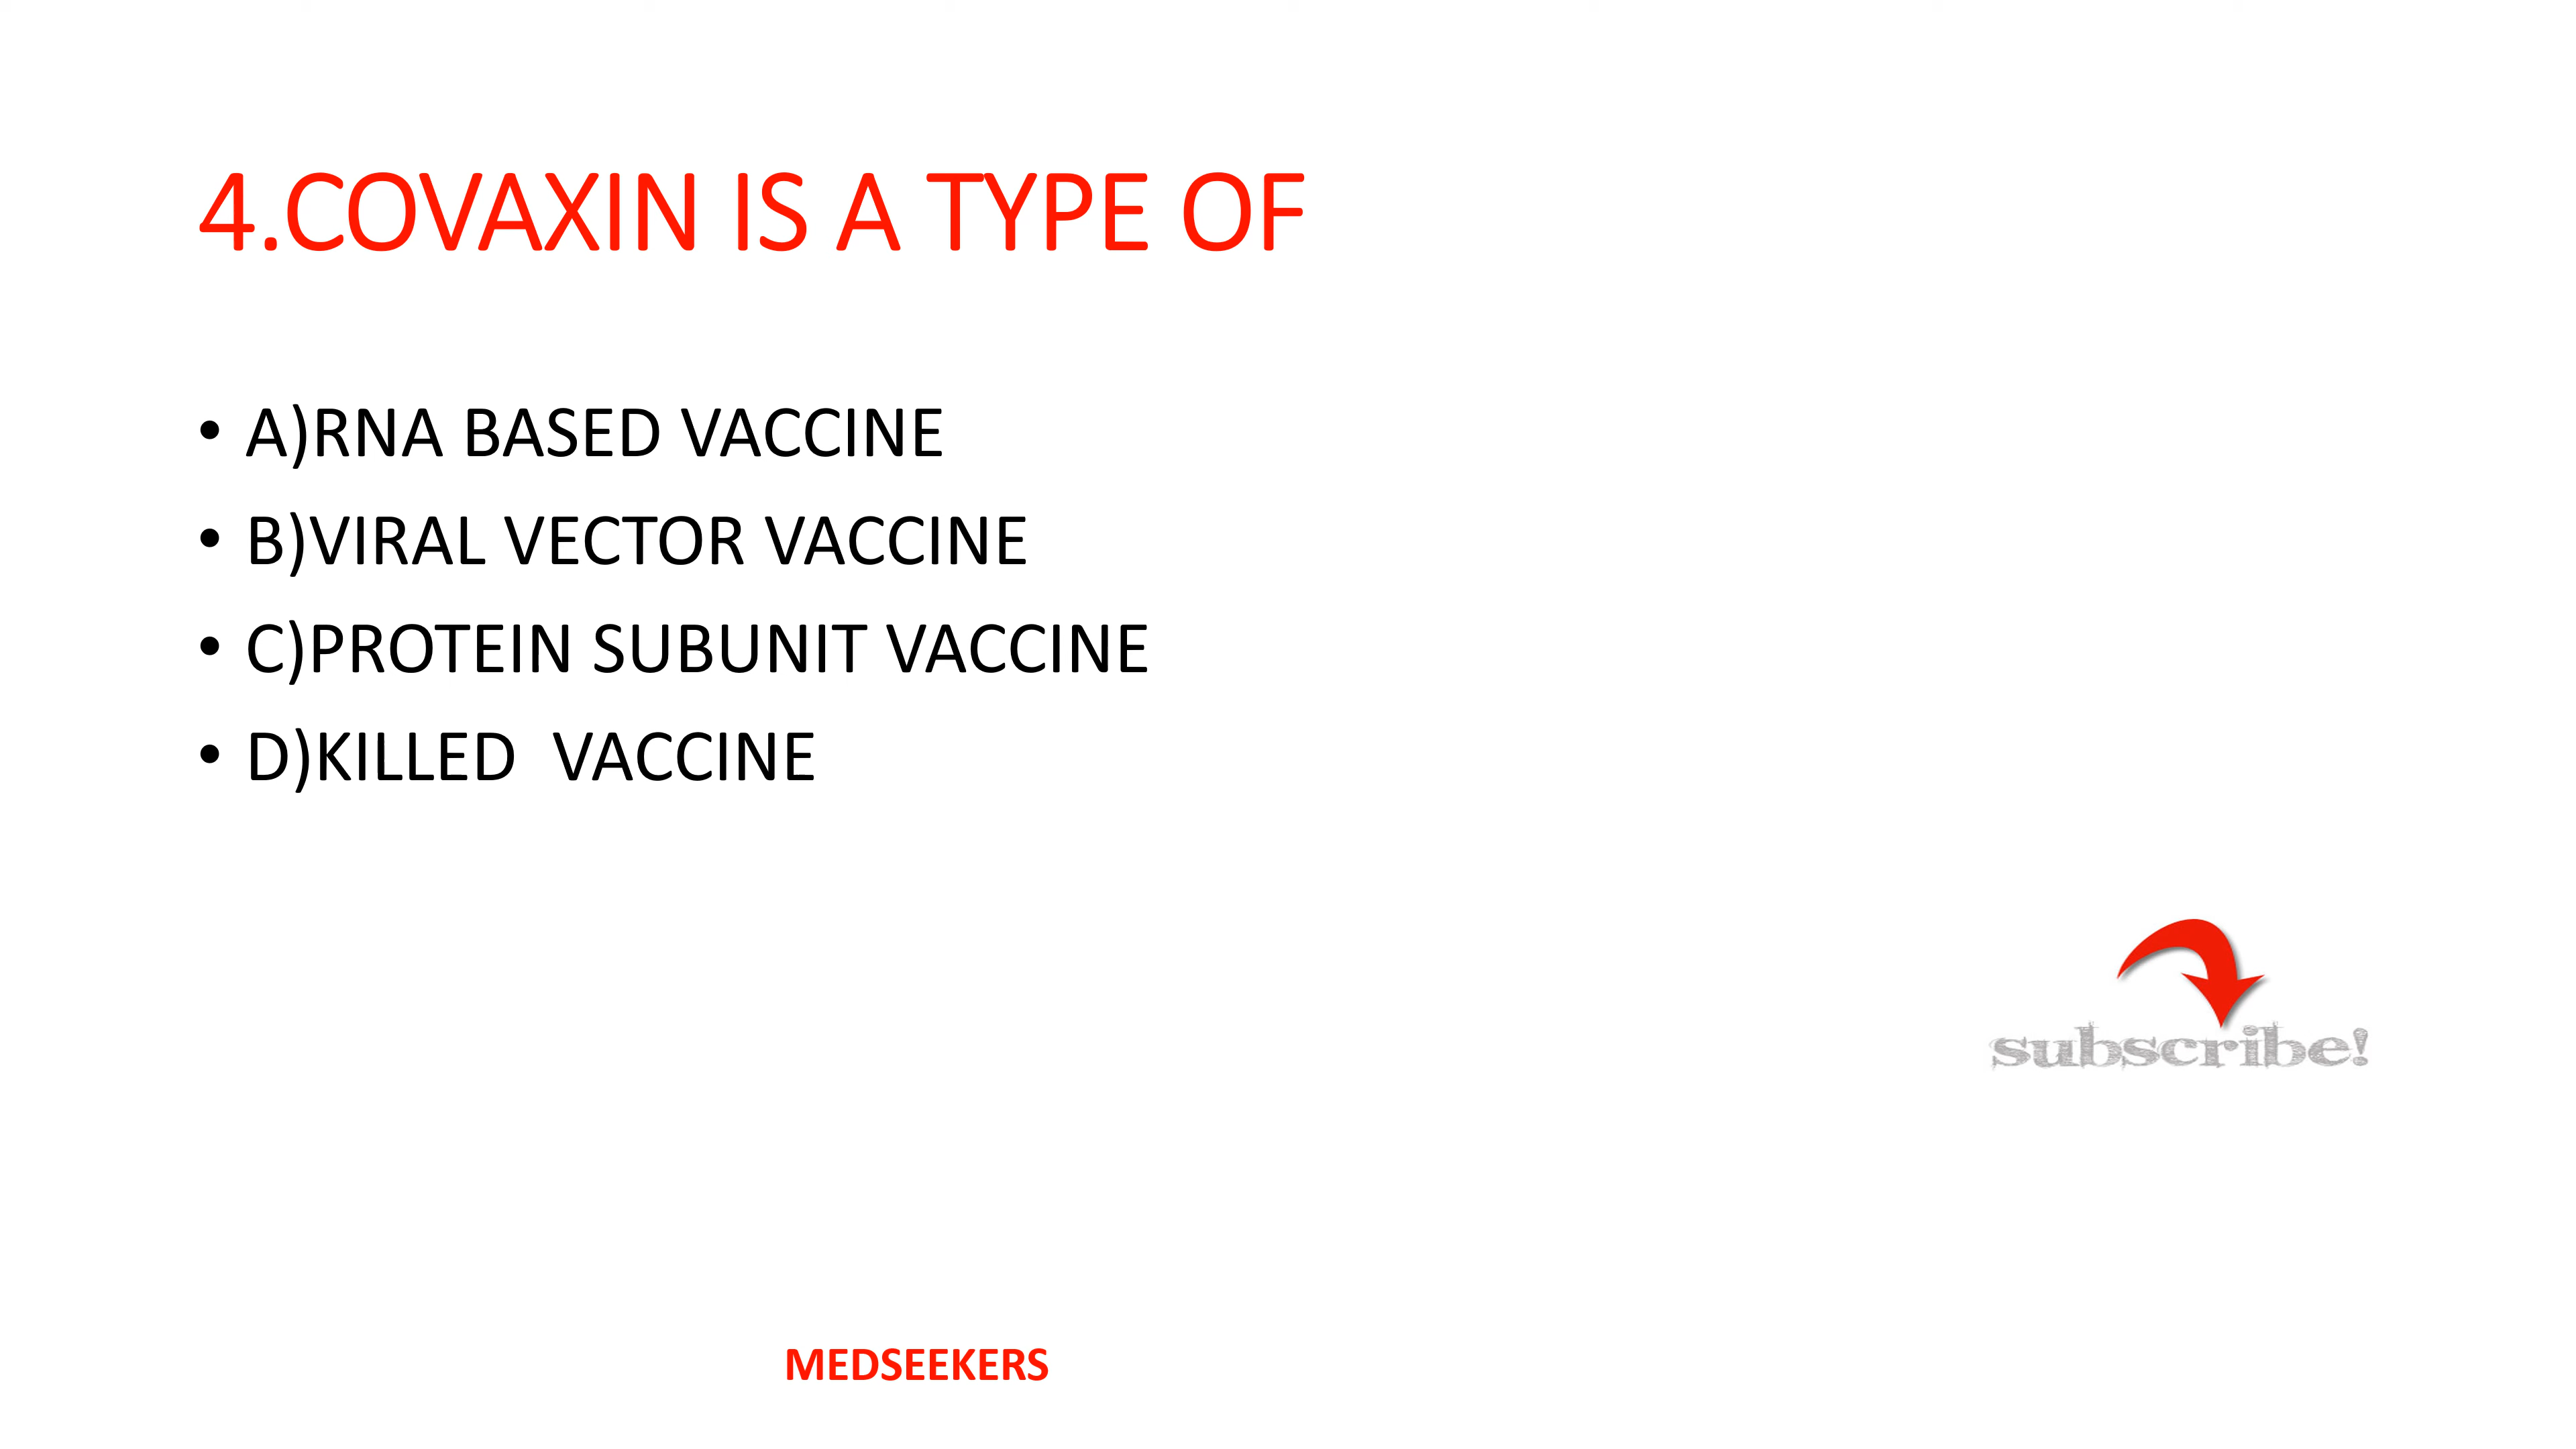 4.COVAXIN IS A TYPE OF
• A)RNA BASED VACCINE
• B)VIRAL VECTOR VACCINE
• C)PROTEIN SUBUNIT VACCINE
• D)KILLED  VACCINE
subscribe!
MEDSEEKERS